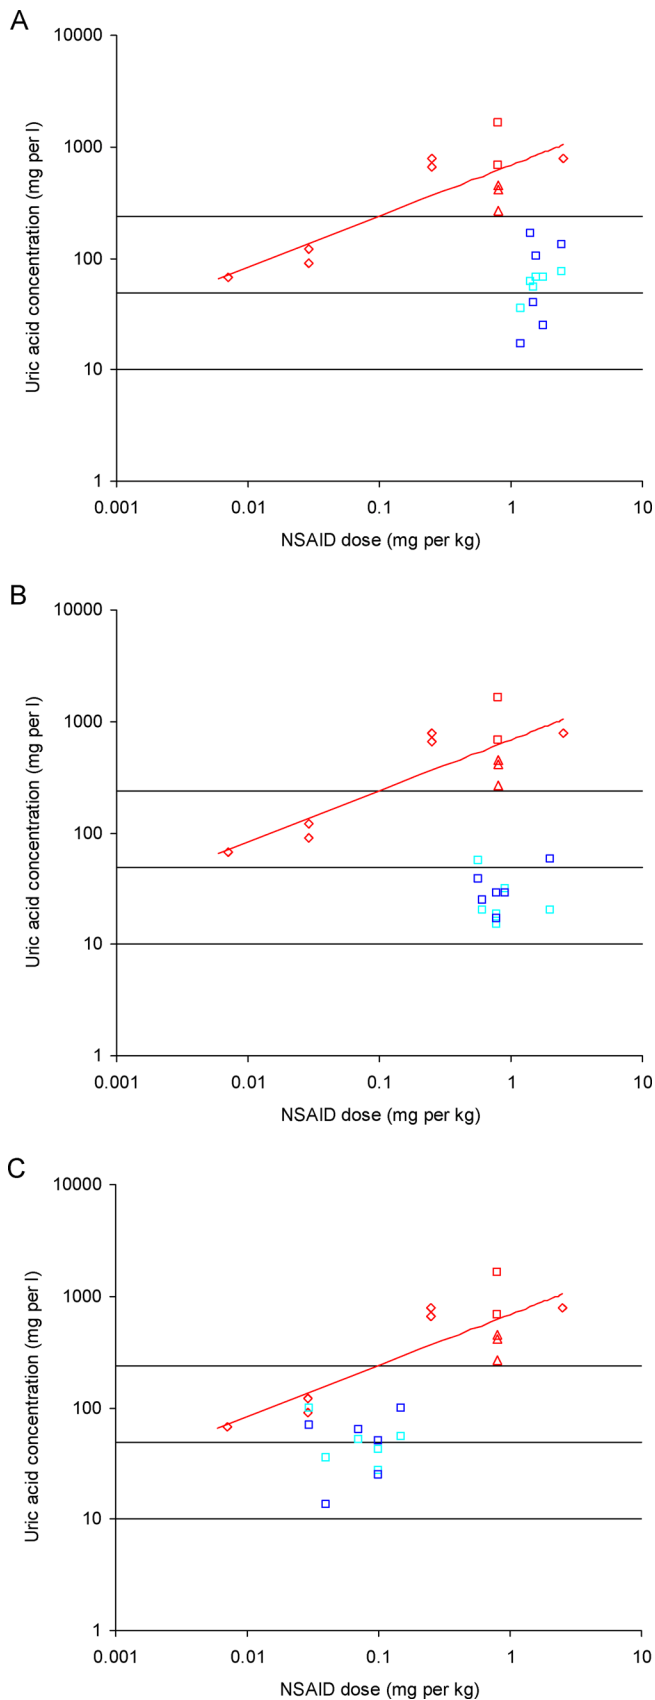 A
10000
1000
100
10
1
Uric acid concentration (mg per l)
0.001 0.01 0.1 1 10
NSAID dose (mg per kg)
B
10000
1000
100
10
1
Uric acid concentration (mg per l)
0.001 0.01 0.1 1 10
NSAID dose (mg per kg)
C
10000
1000
100
10
1
Uric acid concentration (mg per l)
0.001 0.01 0.1 1 10
NSAID dose (mg per kg)